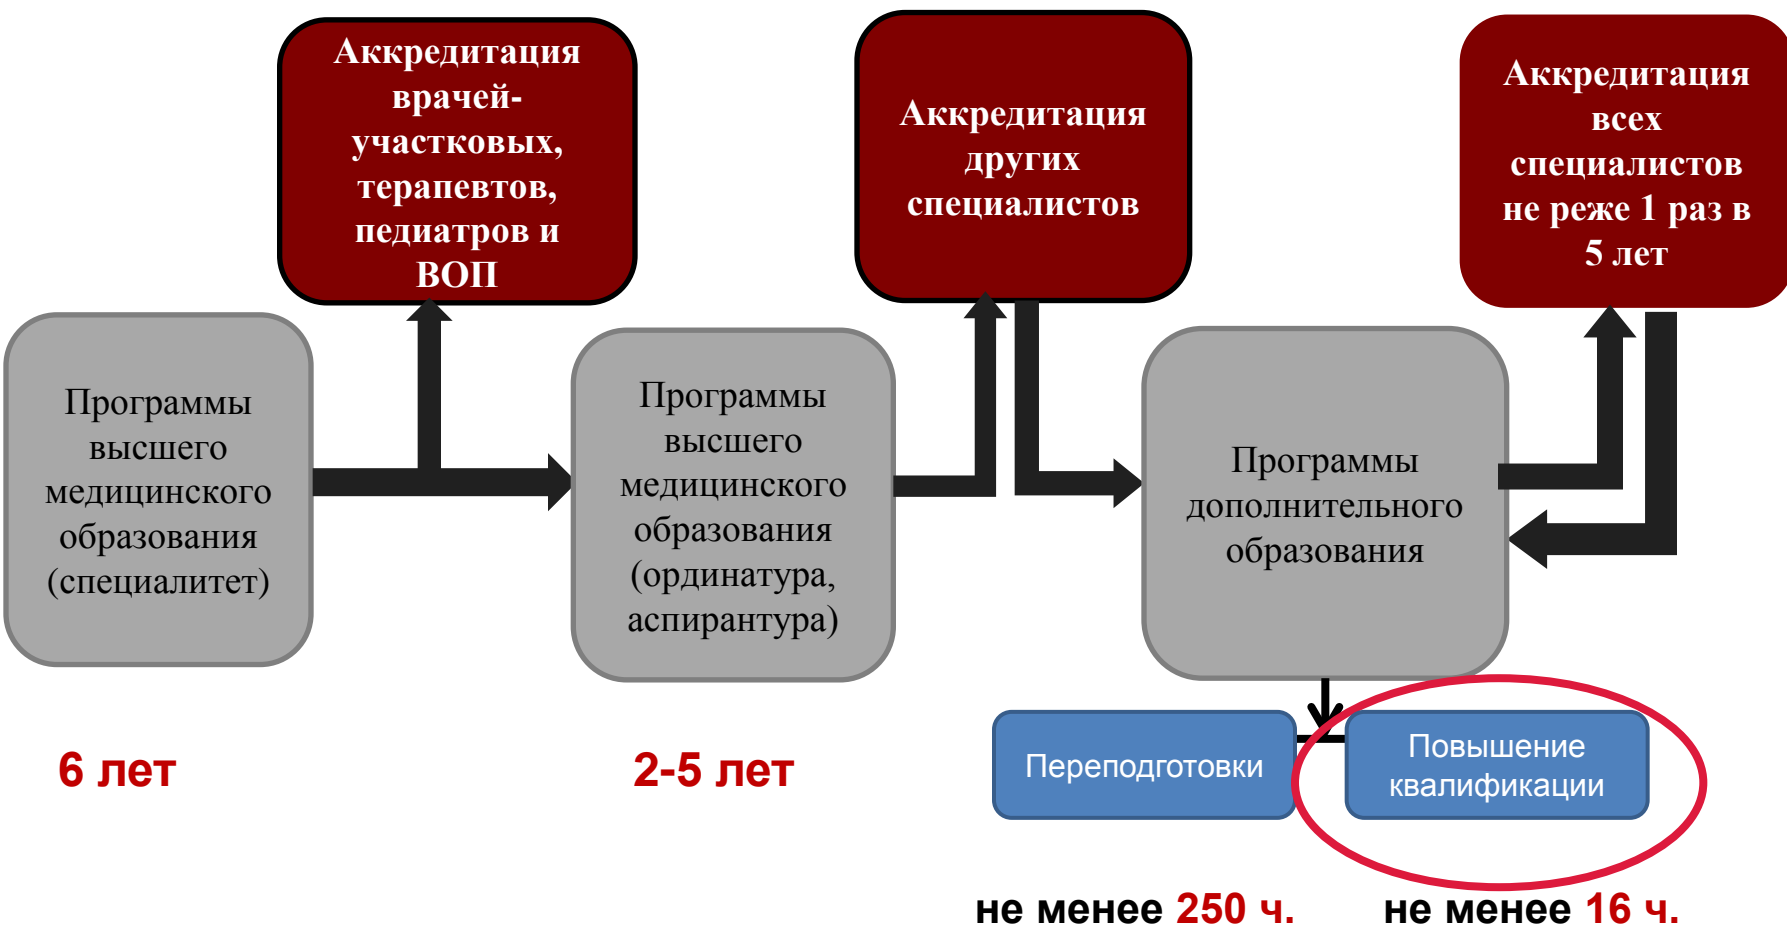 Аккредитация
врачей-
участковых,
терапевтов,
педиатров и
ВОП
Аккредитация
других
специалистов
Аккредитация
всех
специалистов
не реже 1 раз в
5 лет
Программы
высшего
медицинского
образования
(специалитет)
Программы
высшего
медицинского
образования
(ординатура,
аспирантура)
Программы
дополнительного
образования
6 лет
2-5 лет
Переподготовки
Повышение
квалификации
не менее 250 ч.
не менее 16 ч.